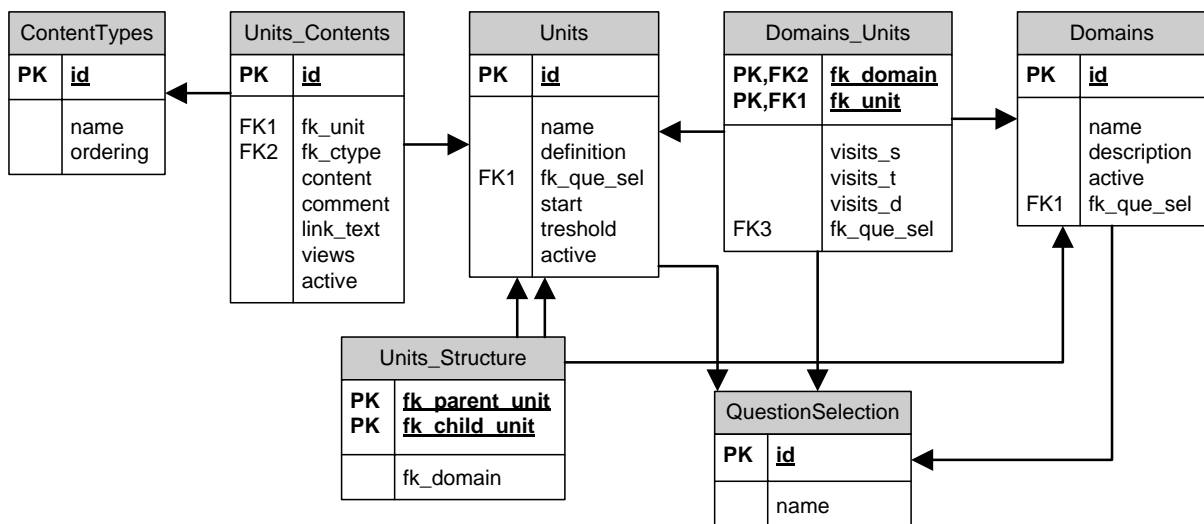 ContentTypes
PK id
name
ordering
Units_Contents
PK id
FK1 fk_unit
FK2 fk_ctype
content
comment
link_text
views
active
Units
PK id
name
definition
FK1 fk_que_sel
start
treshold
active
Domains_Units
PK,FK2 fk_domain
PK,FK1 fk_unit
visits_s
visits_t
visits_d
FK3 fk_que_sel
Domains
PK id
name
description
active
FK1 fk_que_sel
Units_Structure
PK fk_parent_unit
PK fk_child_unit
fk_domain
QuestionSelection
PK id
name